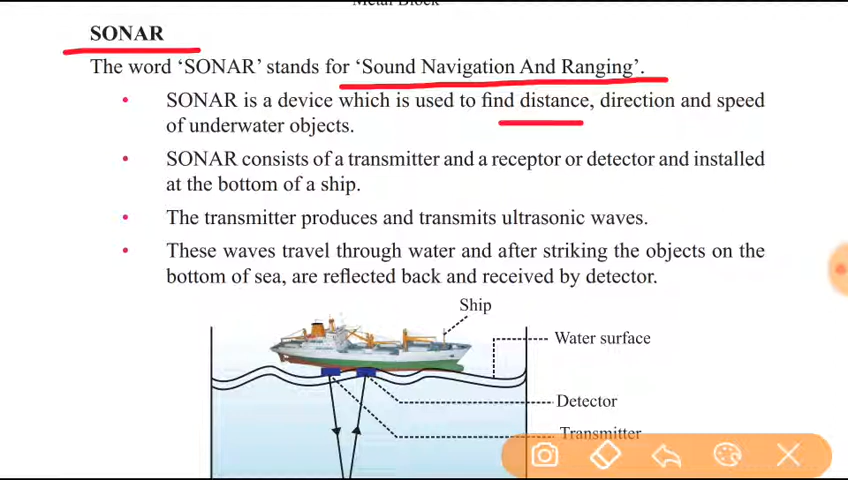 Metal Block
SONAR
The word ‘SONAR’ stands for ‘Sound Navigation And Ranging’.
• SONAR is a device which is used to find distance, direction and speed
of underwater objects.
• SONAR consists of a transmitter and a receptor or detector and installed
at the bottom of a ship.
• The transmitter produces and transmits ultrasonic waves.
• These waves travel through water and after striking the objects on the
bottom of sea, are reflected back and received by detector.
Ship
Water surface
Detector
Transmitter